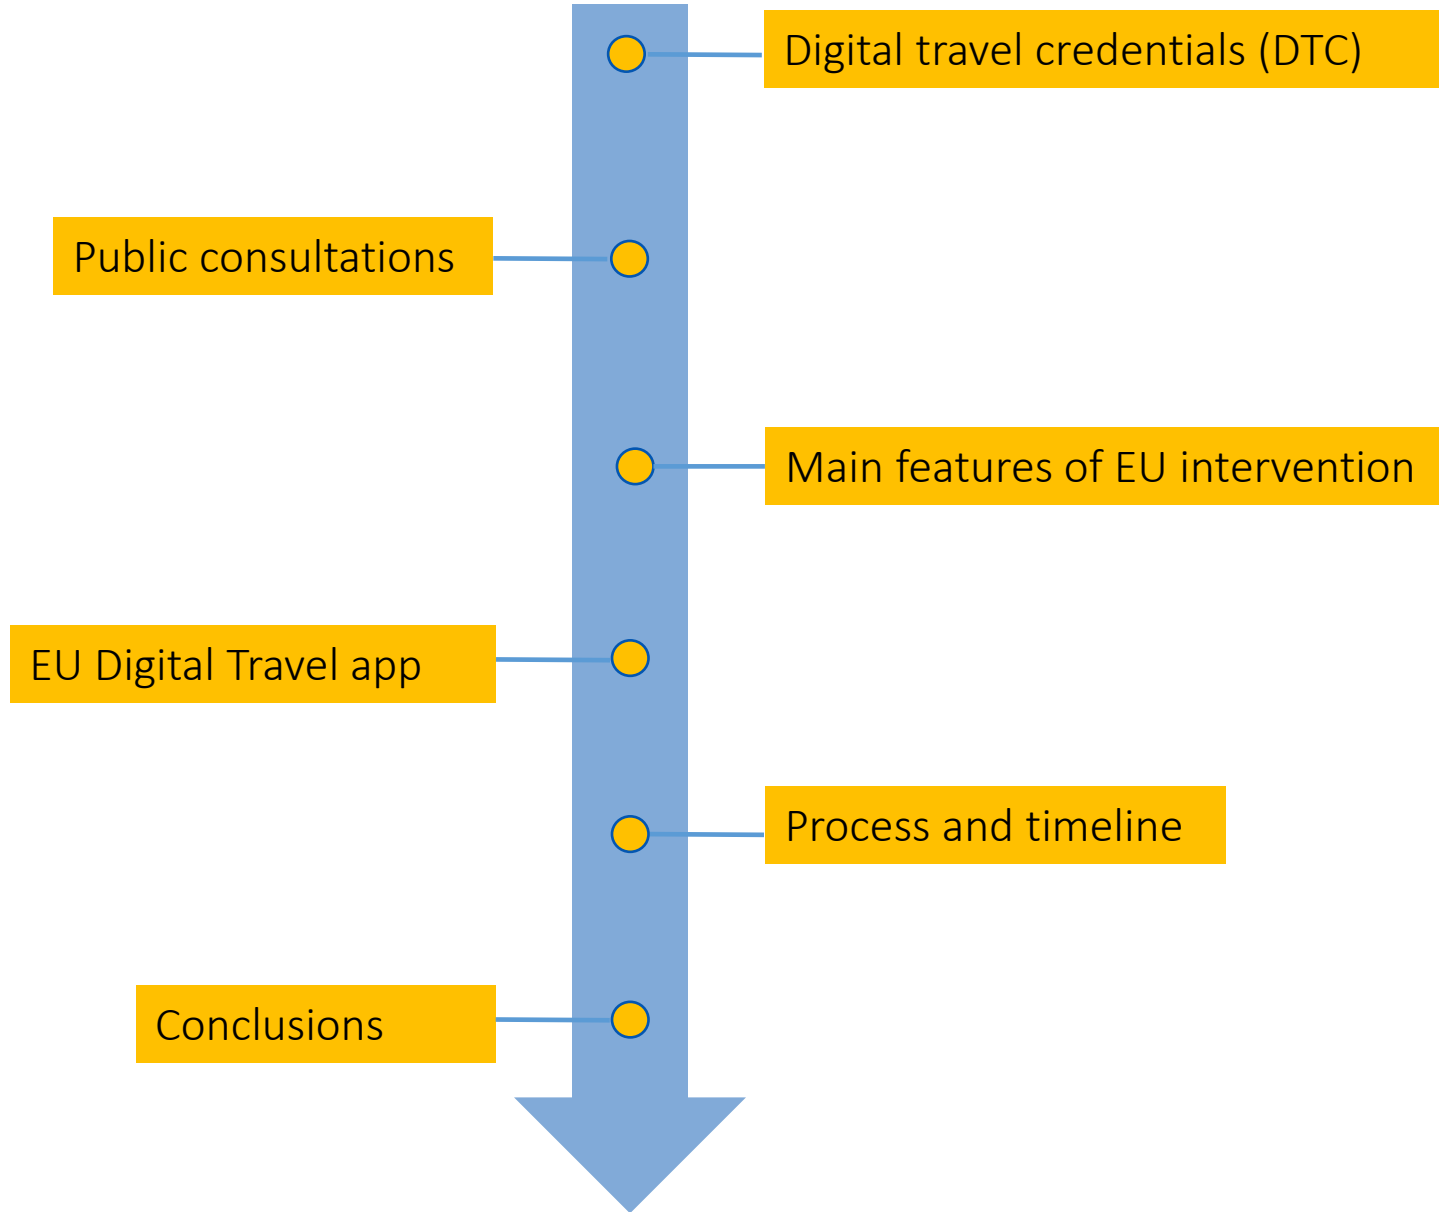 Digital travel credentials (DTC)
Public consultations
Main features of EU intervention
EU Digital Travel app
Process and timeline
Conclusions